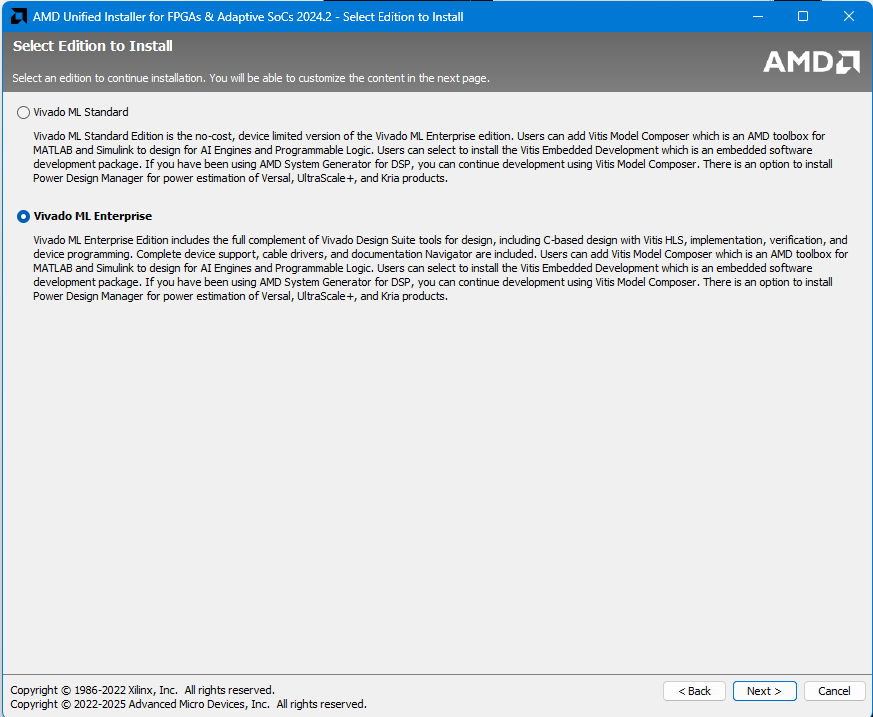 AMD Unified Installer for FPGAs & Adaptive SoCs 2024.2 - Select Edition to Install
Select Edition to Install
AMD
Select an edition to continue installation. You will be able to customize the content in the next page.
Vivado ML Standard
Vivado ML Standard Edition is the no-cost, device limited version of the Vivado ML Enterprise edition. Users can add Vitis Model Composer which is an AMD toolbox for
MATLAB and Simulink to design for AI Engines and Programmable Logic. Users can select to install the Vitis Embedded Development which is an embedded software
development package. If you have been using AMD System Generator for DSP, you can continue development using Vitis Model Composer. There is an option to install
Power Design Manager for power estimation of Versal, UltraScale+, and Kria products.
Vivado ML Enterprise
Vivado ML Enterprise Edition includes the full complement of Vivado Design Suite tools for design, including C-based design with Vitis HLS, implementation, verification, and
device programming. Complete device support, cable drivers, and documentation Navigator are included. Users can add Vitis Model Composer which is an AMD toolbox for
MATLAB and Simulink to design for AI Engines and Programmable Logic. Users can select to install the Vitis Embedded Development which is an embedded software
development package. If you have been using AMD System Generator for DSP, you can continue development using Vitis Model Composer. There is an option to install
Power Design Manager for power estimation of Versal, UltraScale+, and Kria products.
Copyright © 1986-2022 Xilinx, Inc. All rights reserved.
Copyright © 2022-2025 Advanced Micro Devices, Inc. All rights reserved.
< Back
Next >
Cancel